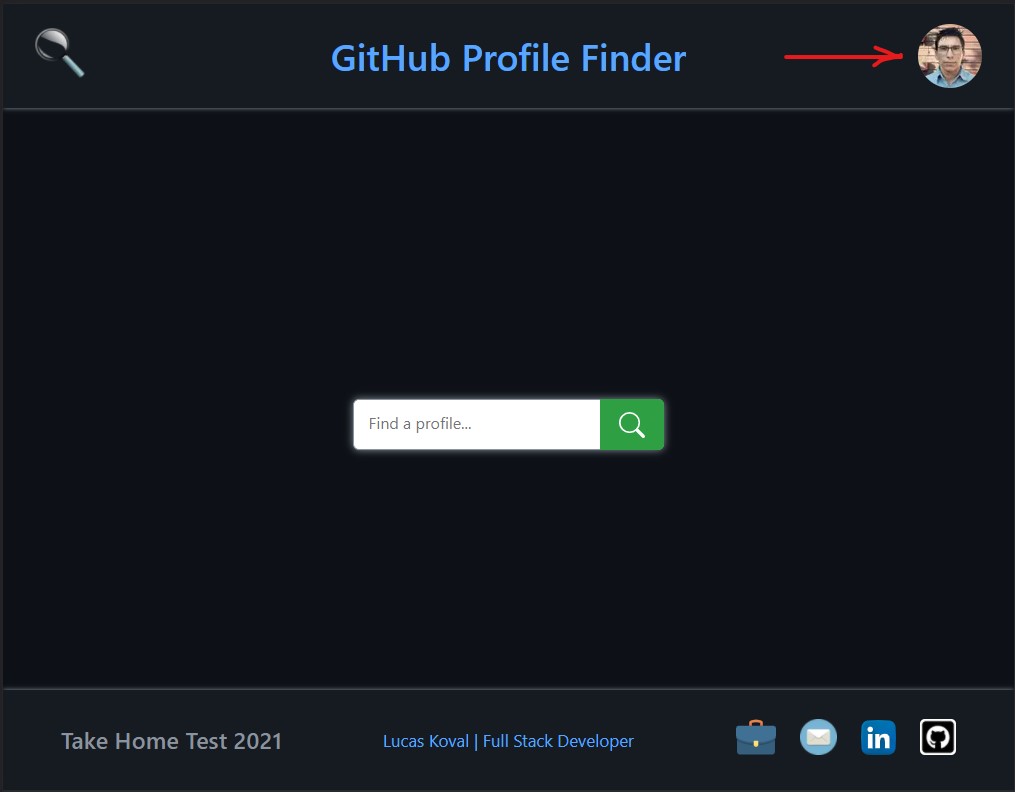 GitHub Profile Finder
Find a profile...
Take Home Test 2021
Lucas Koval | Full Stack Developer
in